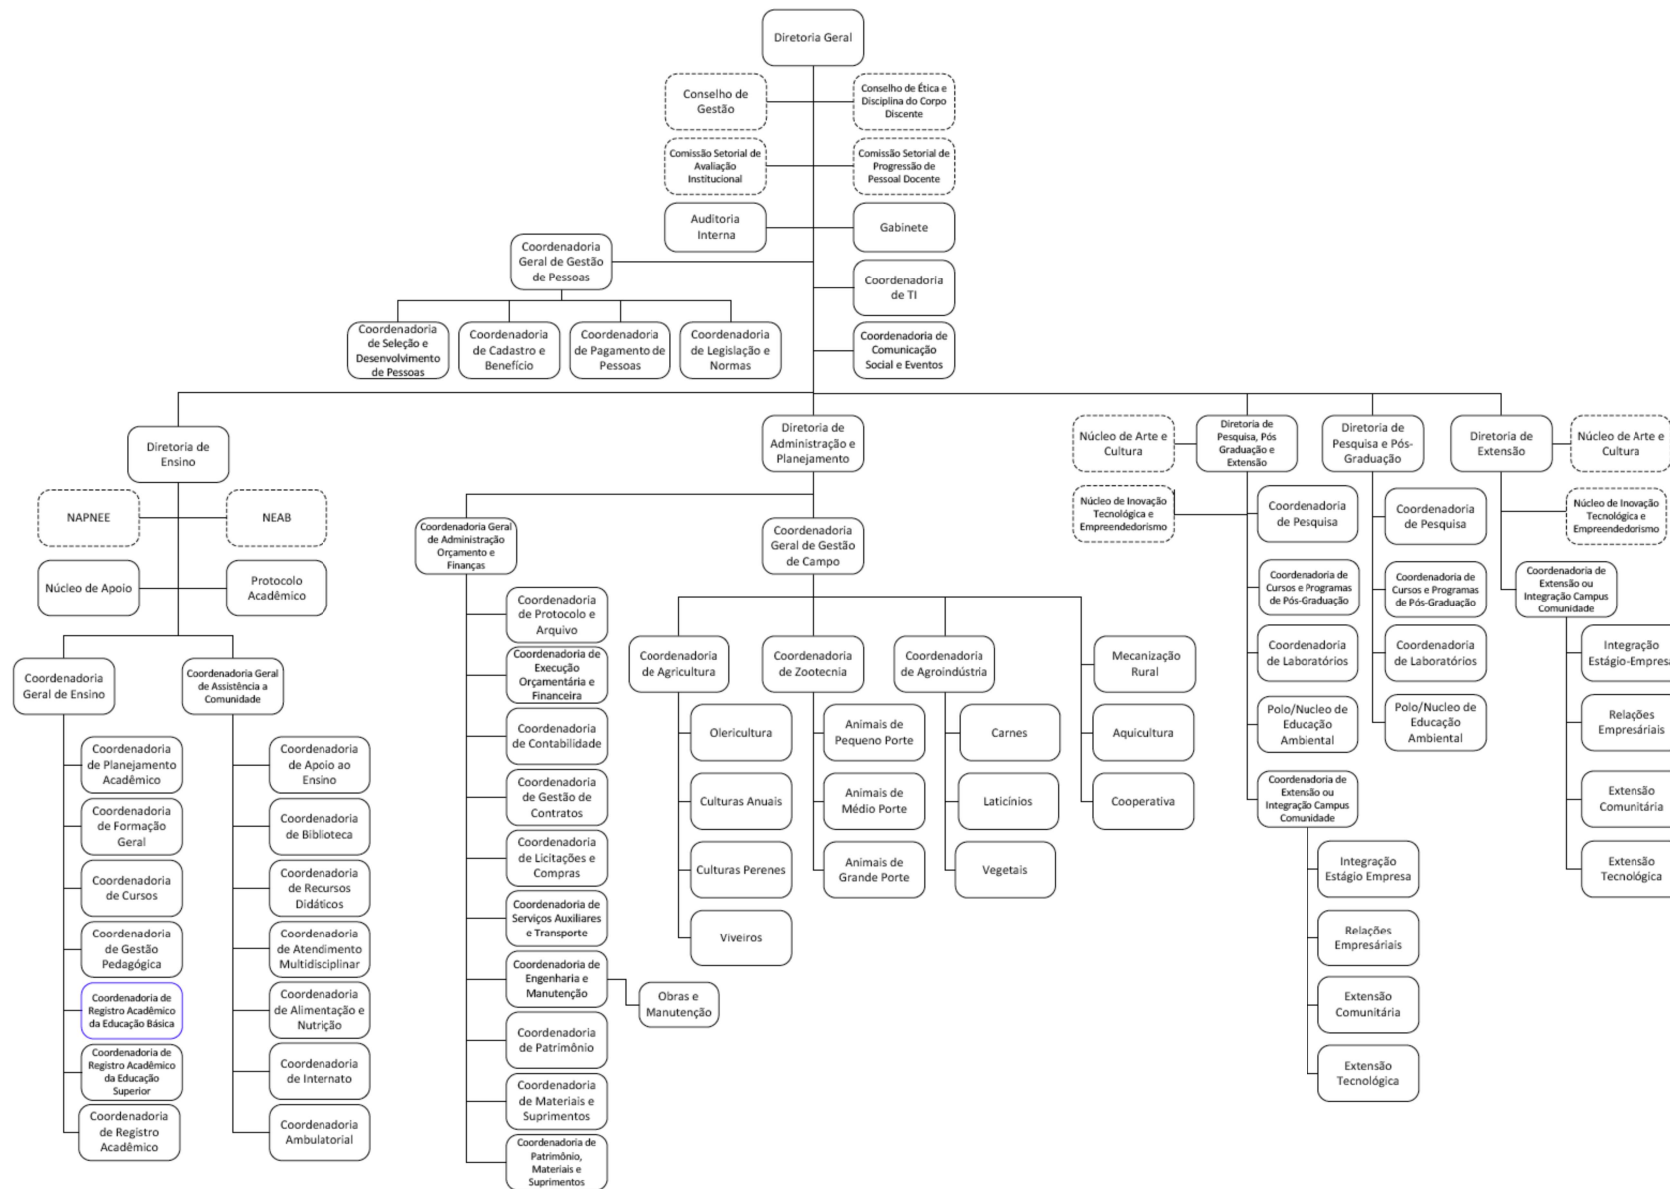 Diretoria Geral
Conselho de
Gestão
Conselho de Ética e
Disciplina do Corpo
Discente
Comissão Setorial de
Avaliação
Institucional
Comissão Setorial de
Progressão de
Pessoal Docente
Auditoria
Interna
Gabinete
Coordenadoria
Geral de Gestão
de Pessoas
Coordenadoria
de TI
Coordenadoria
de Seleção e
Desenvolvimento
de Pessoas
Coordenadoria
de Cadastro e
Benefício
Coordenadoria
de Pagamento de
Pessoas
Coordenadoria
de Legislação e
Normas
Coordenadoria de
Comunicação
Social e Eventos
Diretoria de
Ensino
NAPNEE
NEAB
Núcleo de Apoio
Protocolo
Acadêmico
Coordenadoria
Geral de Ensino
Coordenadoria Geral
de Assistência a
Comunidade
Coordenadoria
de Planejamento
Acadêmico
Coordenadoria
de Formação
Geral
Coordenadoria
de Cursos
Coordenadoria
de Gestão
Pedagógica
Coordenadoria de
Registro Acadêmico
da Educação Básica
Coordenadoria de
Registro Acadêmico
da Educação
Superior
Coordenadoria
de Registro
Acadêmico
Coordenadoria
de Apoio ao
Ensino
Coordenadoria
de Biblioteca
Coordenadoria
de Recursos
Didáticos
Coordenadoria
de Atendimento
Multidisciplinar
Coordenadoria
de Alimentação e
Nutrição
Coordenadoria
de Internato
Coordenadoria
Ambulatorial
Diretoria de
Administração e
Planejamento
Coordenadoria Geral
de Administração
Orçamento e
Finanças
Coordenadoria
de Protocolo e
Arquivo
Coordenadoria de
Execução
Orçamentária e
Financeira
Coordenadoria
de Contabilidade
Coordenadoria
de Gestão de
Contratos
Coordenadoria
de Licitações e
Compras
Coordenadoria de
Serviços Auxiliares
e Transporte
Coordenadoria de
Engenharia e
Manutenção
Obras e
Manutenção
Coordenadoria
de Patrimônio
Coordenadoria
de Materiais e
Suprimentos
Coordenadoria de
Patrimônio,
Materiais e
Suprimentos
Coordenadoria
Geral de Gestão
de Campo
Coordenadoria
de Agricultura
Olericultura
Culturas Anuais
Culturas Perenes
Viveiros
Coordenadoria
de Zootecnia
Animais de
Pequeno Porte
Animais de
Médio Porte
Animais de
Grande Porte
Coordenadoria
de Agroindústria
Carnes
Laticínios
Vegetais
Mecanização
Rural
Aquicultura
Cooperativa
Núcleo de Arte e
Cultura
Diretoria de
Pesquisa, Pós
Graduação e
Extensão
Núcleo de Inovação
Tecnológica e
Empreendedorismo
Coordenadoria
de Pesquisa
Coordenadoria de
Cursos e Programas
de Pós-Graduação
Coordenadoria
de Laboratórios
Polo/Nucleo de
Educação
Ambiental
Coordenadoria de
Extensão ou
Integração Campus
Comunidade
Integração
Estágio Empresa
Relações
Empresáriais
Extensão
Comunitária
Extensão
Tecnológica
Diretoria de
Pesquisa e Pós-
Graduação
Coordenadoria
de Pesquisa
Coordenadoria de
Cursos e Programas
de Pós-Graduação
Coordenadoria
de Laboratórios
Polo/Nucleo de
Educação
Ambiental
Diretoria de
Extensão
Núcleo de Arte e
Cultura
Núcleo de Inovação
Tecnológica e
Empreendedorismo
Coordenadoria de
Extensão ou
Integração Campus
Comunidade
Integração
Estágio-Empresa
Relações
Empresáriais
Extensão
Comunitária
Extensão
Tecnológica